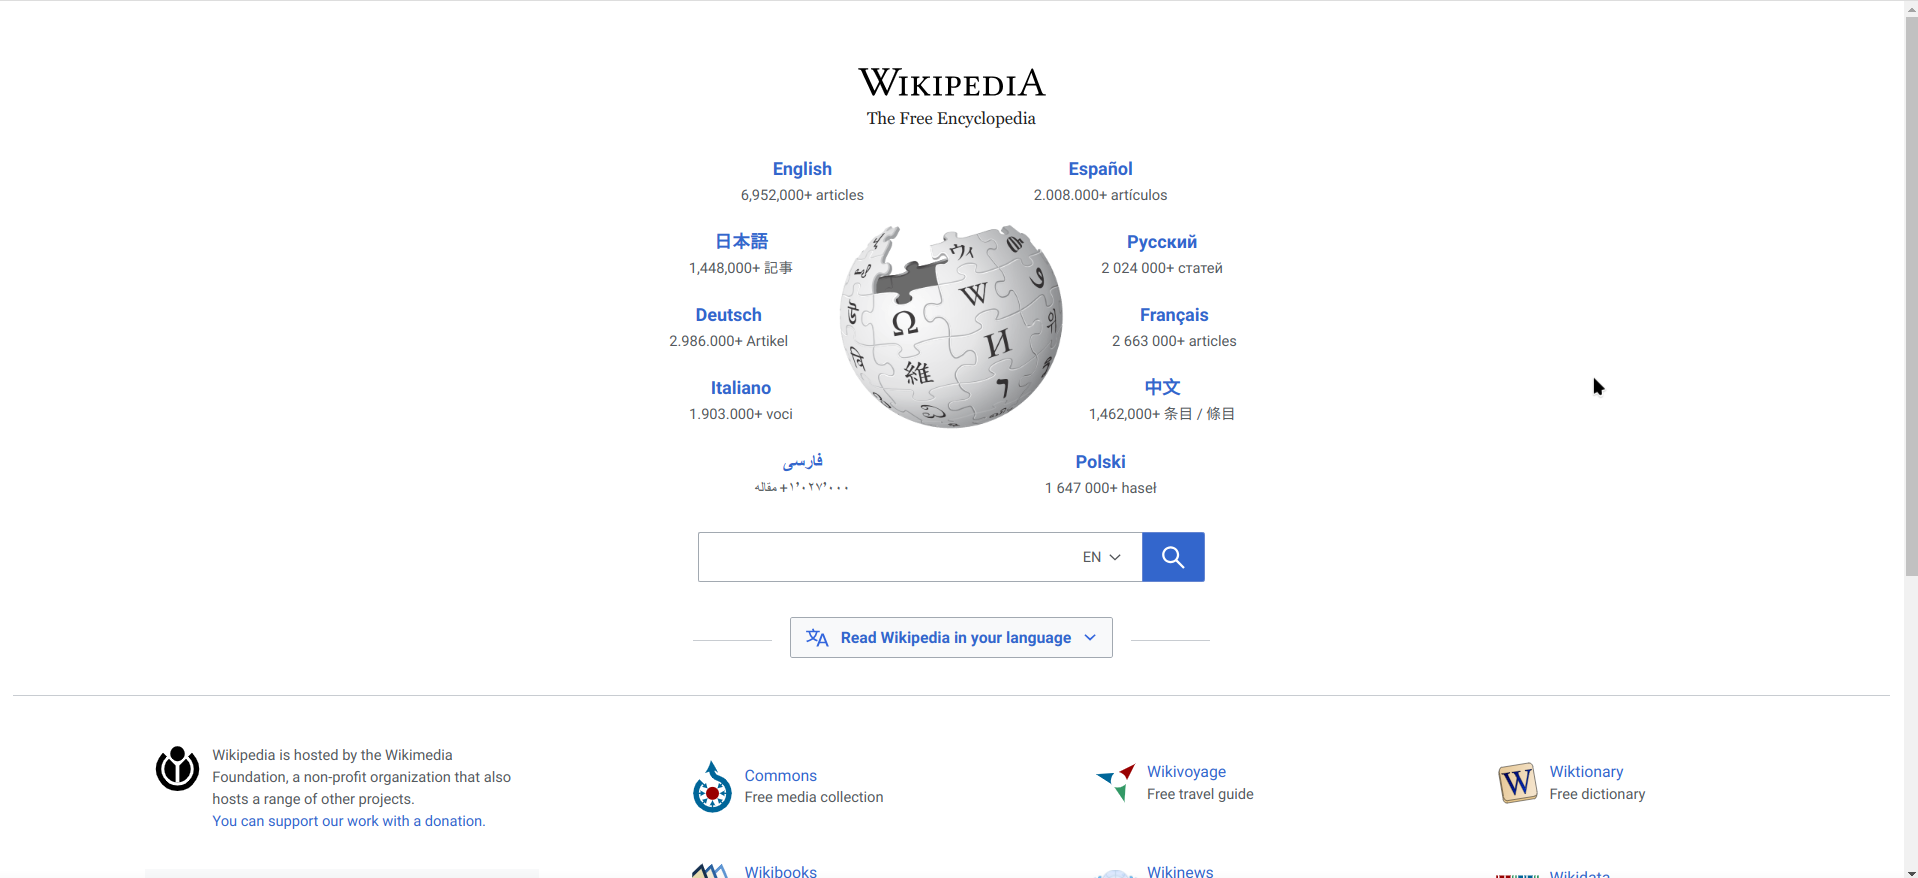 WIKIPEDIA
The Free Encyclopedia
English
6,952,000+ articles
Español
2.008.000+ artículos
日本語
1,448,000+ 記事
Русский
2 024 000+ статей
Deutsch
2.986.000+ Artikel
Français
2 663 000+ articles
Italiano
1.903.000+ voci
中文
1,462,000+ 条目 / 條目
فارسی
۱٬۰۲۷٬۰۰۰+ مقاله
Polski
1 647 000+ haseł
Ω W И 維 ウィ
EN
Read Wikipedia in your language
Wikipedia is hosted by the Wikimedia
Foundation, a non-profit organization that also
hosts a range of other projects.
You can support our work with a donation.
Commons
Free media collection
Wikivoyage
Free travel guide
W
Wiktionary
Free dictionary
Wikibooks
Wikinews
Wikidata